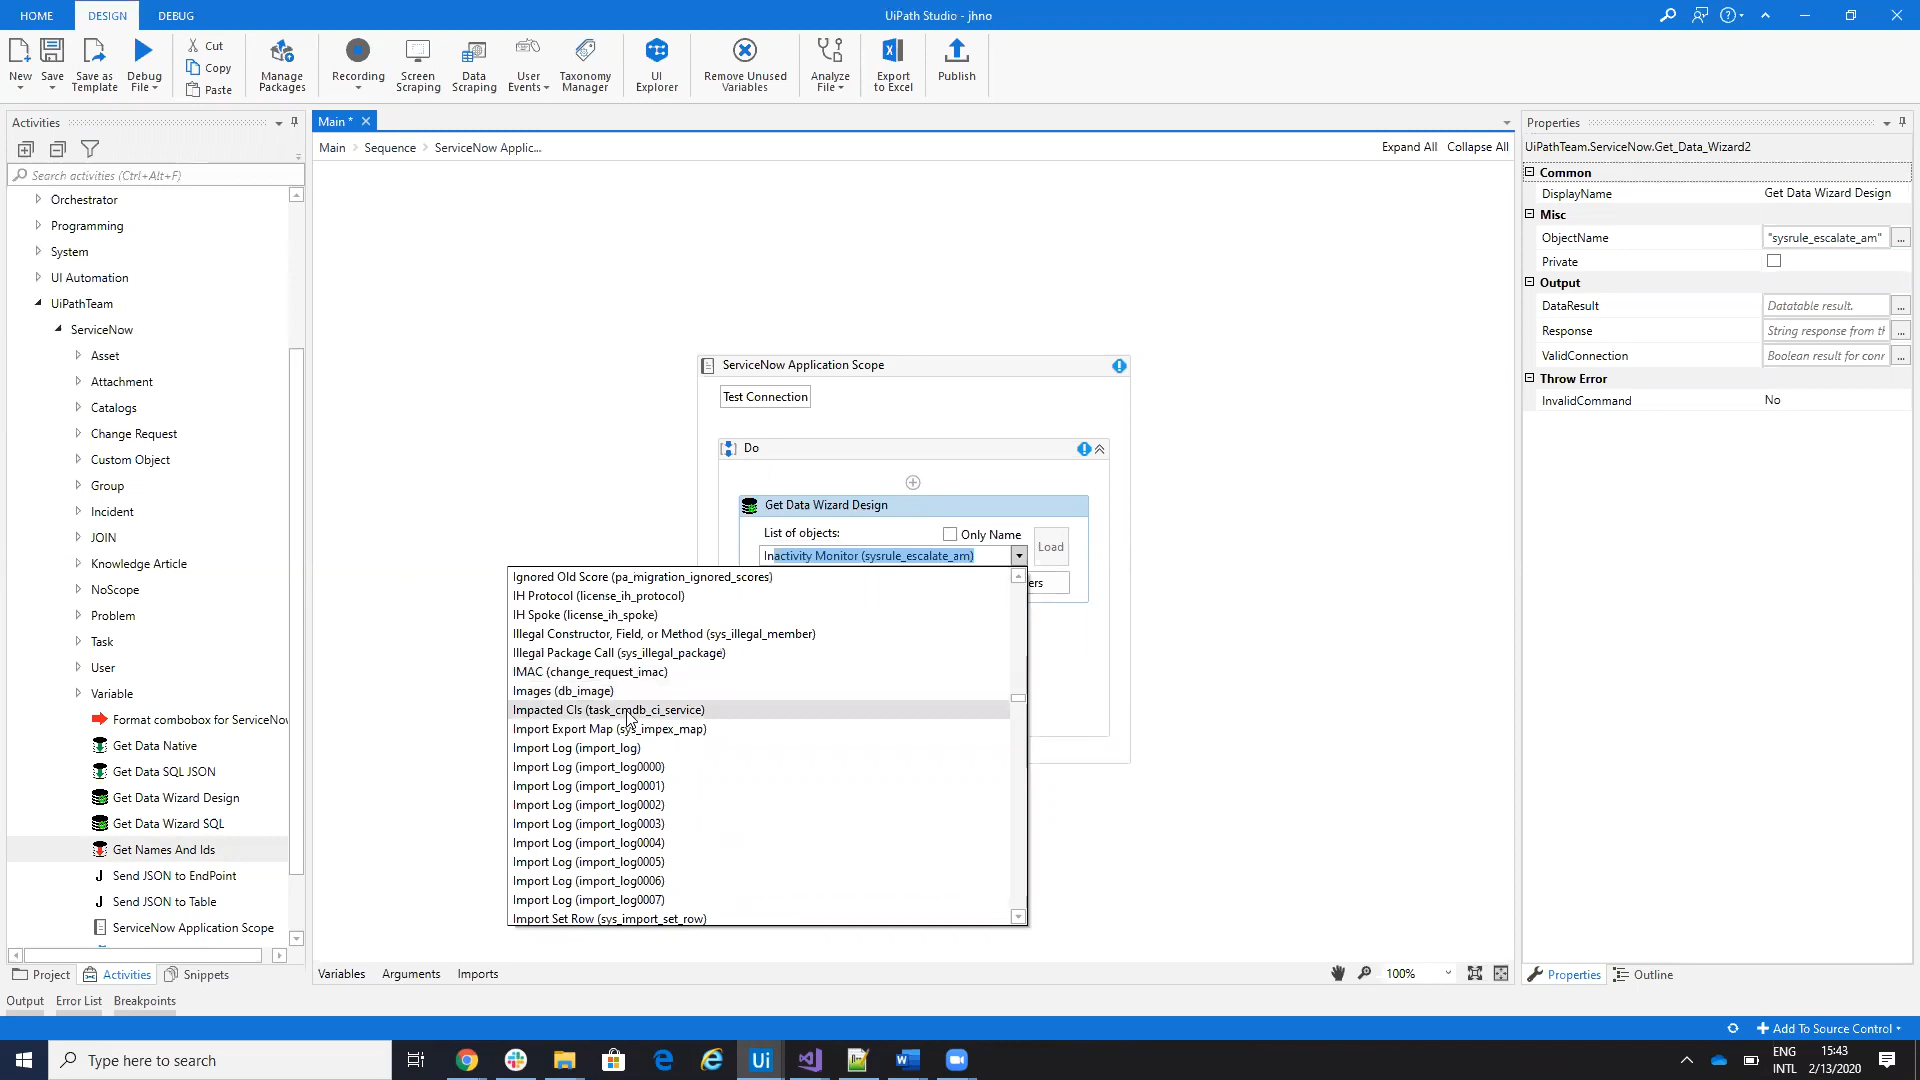 HOME
DESIGN
DEBUG
UiPath Studio - jhno
New
Save
Save as
Template
Debug
File
Cut
Copy
Paste
Manage
Packages
Recording
Screen
Scraping
Data
Scraping
User
Events
Taxonomy
Manager
UI
Explorer
Remove Unused
Variables
Analyze
File
Export
to Excel
Publish
Activities
Search activities (Ctrl+Alt+F)
Orchestrator
Programming
System
UI Automation
UiPathTeam
ServiceNow
Asset
Attachment
Catalogs
Change Request
Custom Object
Group
Incident
JOIN
Knowledge Article
NoScope
Problem
Task
User
Variable
Format combobox for ServiceNov
Get Data Native
Get Data SQL JSON
Get Data Wizard Design
Get Data Wizard SQL
Get Names And Ids
Send JSON to EndPoint
Send JSON to Table
ServiceNow Application Scope
Project
Activities
Snippets
Output
Error List
Breakpoints
Main *
Main
Sequence
ServiceNow Applic...
Expand All
Collapse All
ServiceNow Application Scope
Test Connection
Do
Get Data Wizard Design
List of objects:
Only Name
Load
Inactivity Monitor (sysrule_escalate_am)
ers
Ignored Old Score (pa_migration_ignored_scores)
IH Protocol (license_ih_protocol)
IH Spoke (license_ih_spoke)
Illegal Constructor, Field, or Method (sys_illegal_member)
Illegal Package Call (sys_illegal_package)
IMAC (change_request_imac)
Images (db_image)
Impacted CIs (task_cmdb_ci_service)
Import Export Map (sys_impex_map)
Import Log (import_log)
Import Log (import_log0000)
Import Log (import_log0001)
Import Log (import_log0002)
Import Log (import_log0003)
Import Log (import_log0004)
Import Log (import_log0005)
Import Log (import_log0006)
Import Log (import_log0007)
Import Set Row (sys_import_set_row)
Variables
Arguments
Imports
100%
Properties
UiPathTeam.ServiceNow.Get_Data_Wizard2
Common
DisplayName
Get Data Wizard Design
Misc
ObjectName
"sysrule_escalate_am"
...
Private
Output
DataResult
Datatable result.
...
Response
String response from th
...
ValidConnection
Boolean result for conr
...
Throw Error
InvalidCommand
No
Properties
Outline
Add To Source Control
Type here to search
Ui
ENG
INTL
15:43
2/13/2020